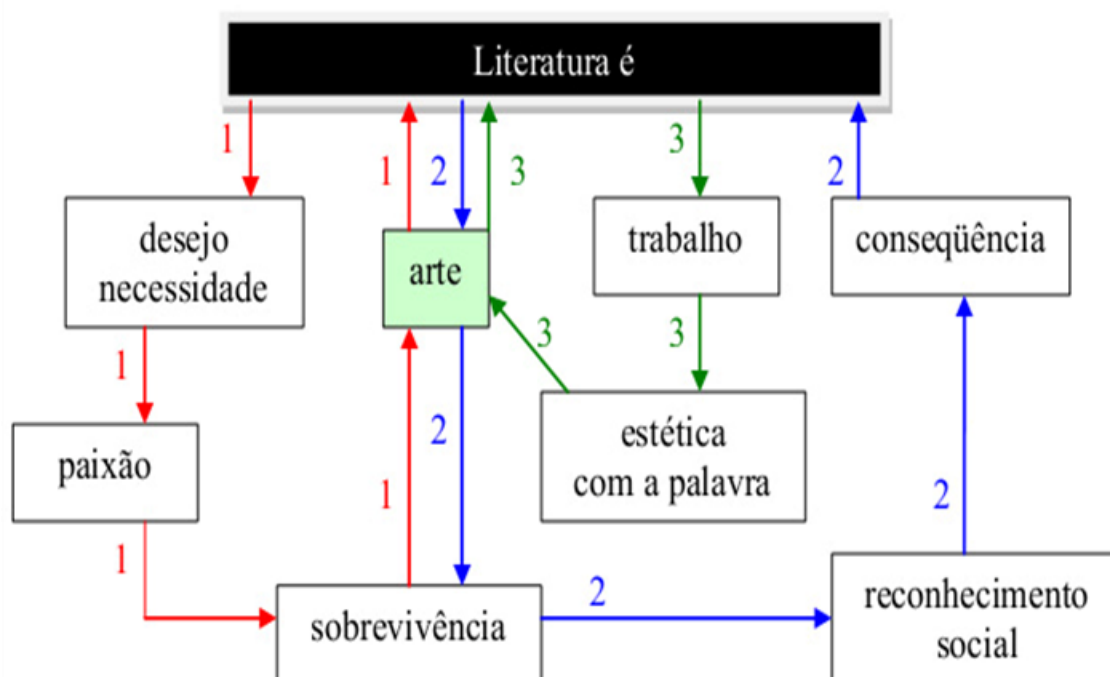 Literatura é
1
1
2
3
3
2
desejo
necessidade
arte
trabalho
conseqüência
1
3
3
paixão
2
estética
com a palavra
1
1
2
2
sobrevivência
reconhecimento
social